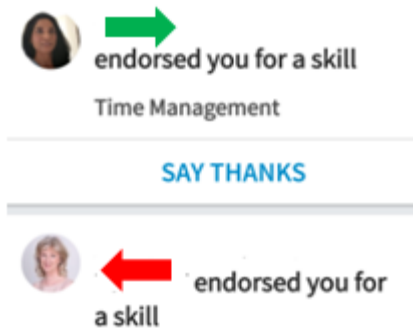 endorsed you for a skill
Time Management
SAY THANKS
endorsed you for
a skill